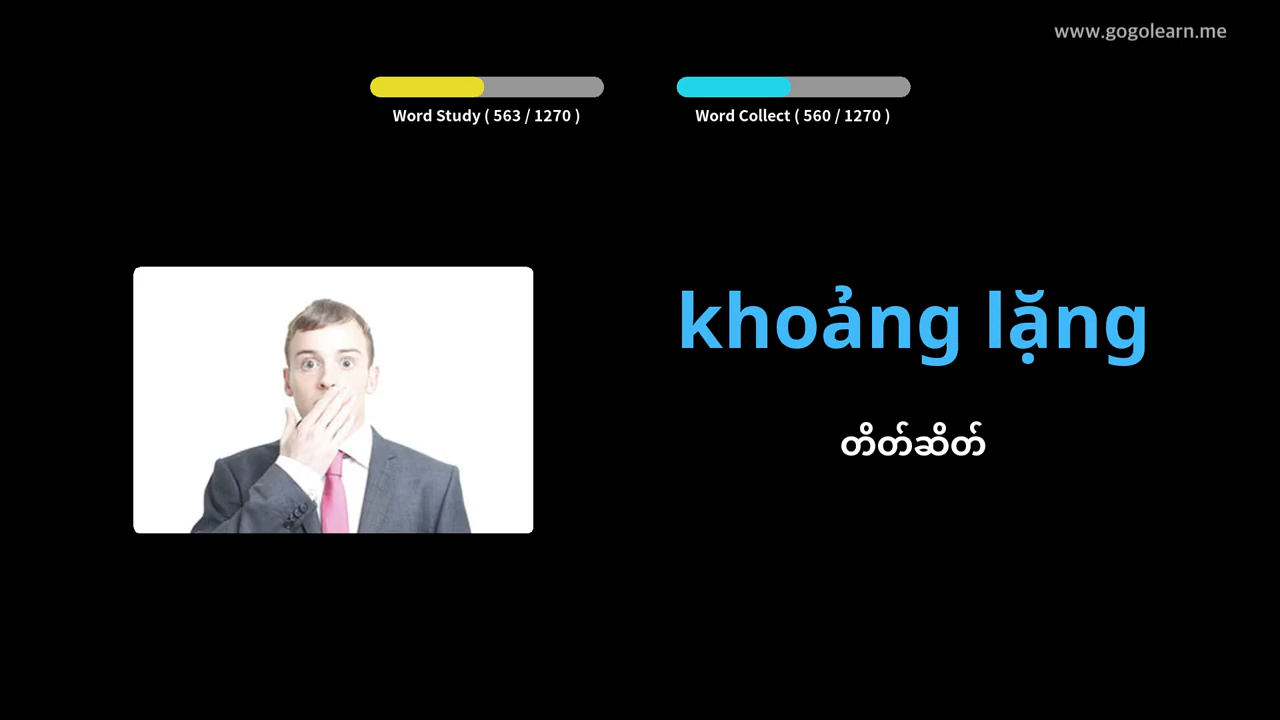 www.gogolearn.me
Word Study ( 563 / 1270 )
Word Collect ( 560 / 1270 )
khoảng lặng
တိတ်ဆိတ်